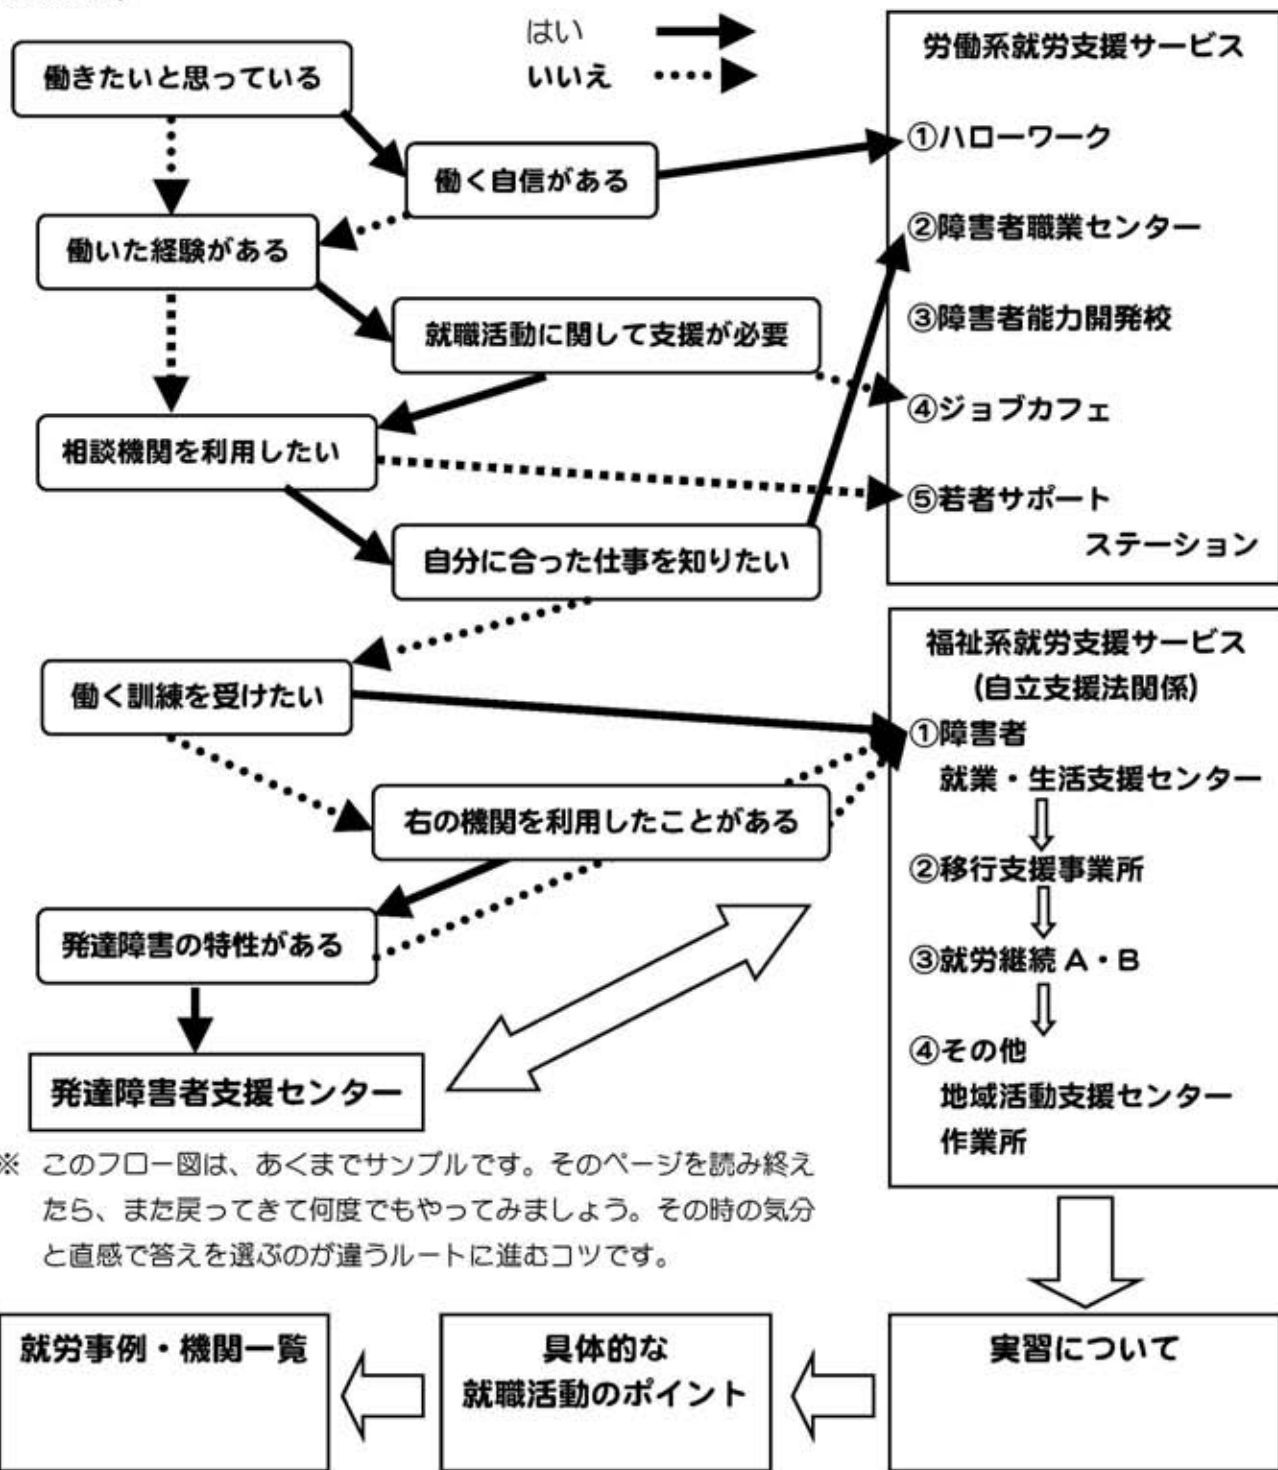 はい
いいえ
働きたいと思っている
働く自信がある
働いた経験がある
就職活動に関して支援が必要
相談機関を利用したい
自分に合った仕事を知りたい
働く訓練を受けたい
右の機関を利用したことがある
発達障害の特性がある
発達障害者支援センター
労働系就労支援サービス
①ハローワーク
②障害者職業センター
③障害者能力開発校
④ジョブカフェ
⑤若者サポート
ステーション
福祉系就労支援サービス
(自立支援法関係)
①障害者
就業・生活支援センター
②移行支援事業所
③就労継続 A・B
④その他
地域活動支援センター
作業所
※ このフロー図は、あくまでサンプルです。そのページを読み終え
たら、また戻ってきて何度でもやってみましょう。その時の気分
と直感で答えを選ぶのが違うルートに進むコツです。
就労事例・機関一覧
具体的な
就職活動のポイント
実習について